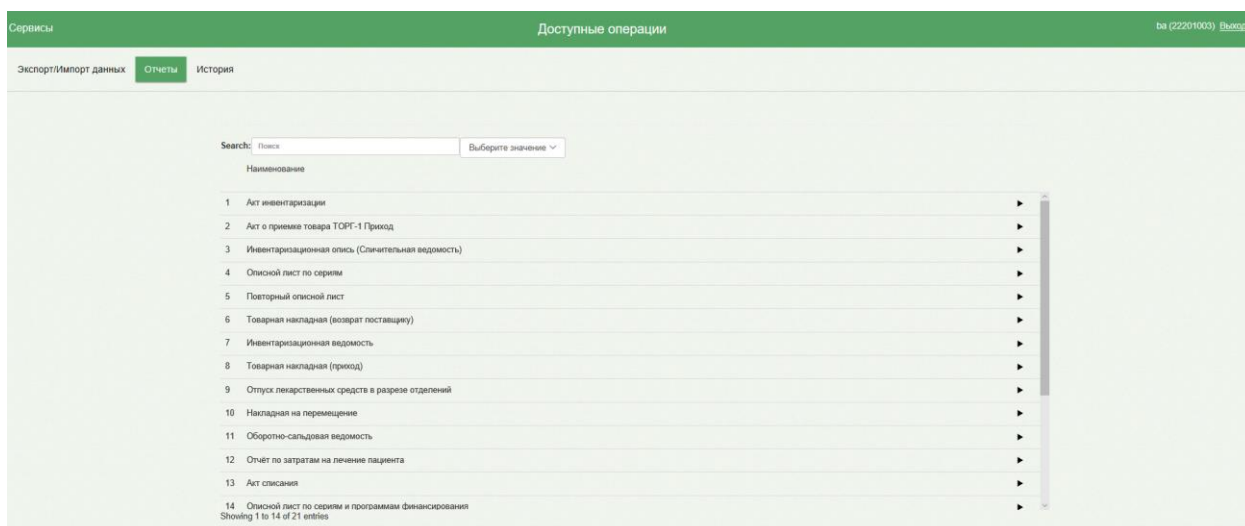 Сервисы Доступные операции ba (22201003) Выход
Экспорт/Импорт данных Отчеты История
Search: Поиск Выберите значение
Наименование
1 Акт инвентаризации
2 Акт о приемке товара ТОРГ-1 Приход
3 Инвентаризационная опись (Сличительная ведомость)
4 Описной лист по сериям
5 Повторный описной лист
6 Товарная накладная (возврат поставщику)
7 Инвентаризационная ведомость
8 Товарная накладная (приход)
9 Отпуск лекарственных средств в разрезе отделений
10 Накладная на перемещение
11 Оборотно-сальдовая ведомость
12 Отчёт по затратам на лечение пациента
13 Акт списания
14 Описной лист по сериям и программам финансирования
Showing 1 to 14 of 21 entries